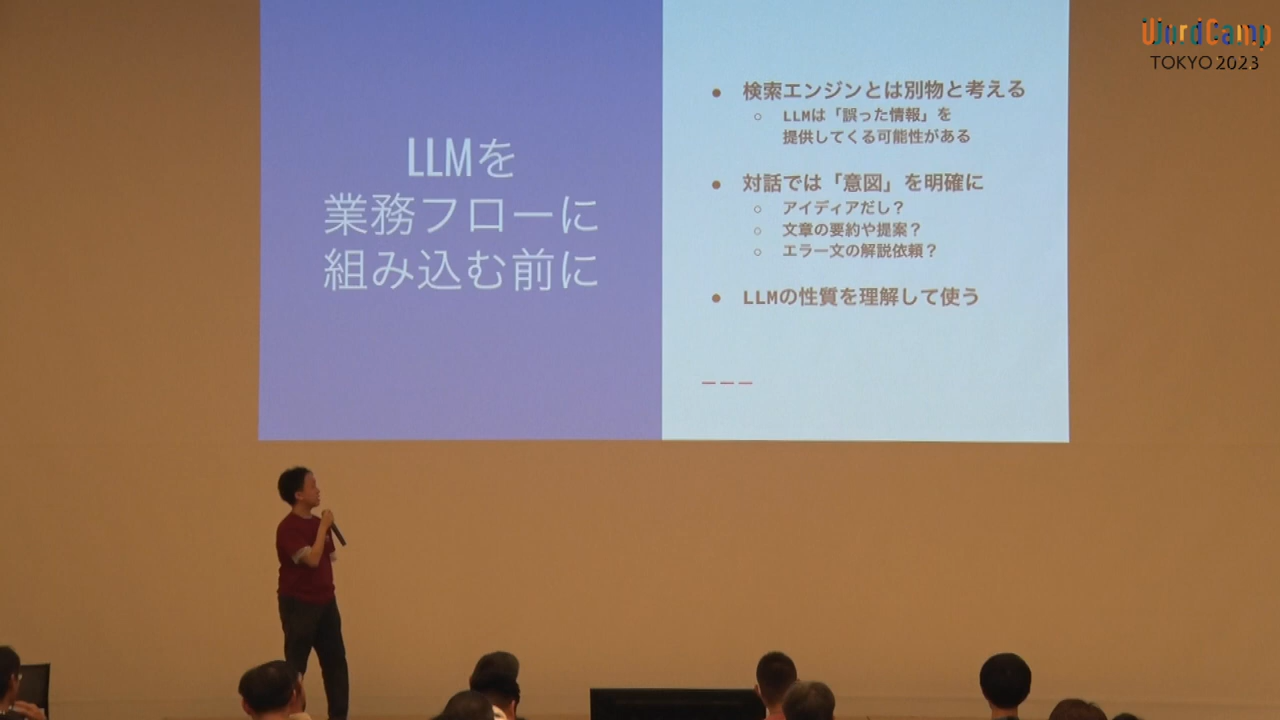 WordCamp
TOKYO 2023
LLMを
業務フローに
組み込む前に
● 検索エンジンとは別物と考える
○ LLMは「誤った情報」を
提供してくる可能性がある
● 対話では「意図」を明確に
○ アイディアだし？
○ 文章の要約や提案？
○ エラー文の解説依頼？
● LLMの性質を理解して使う